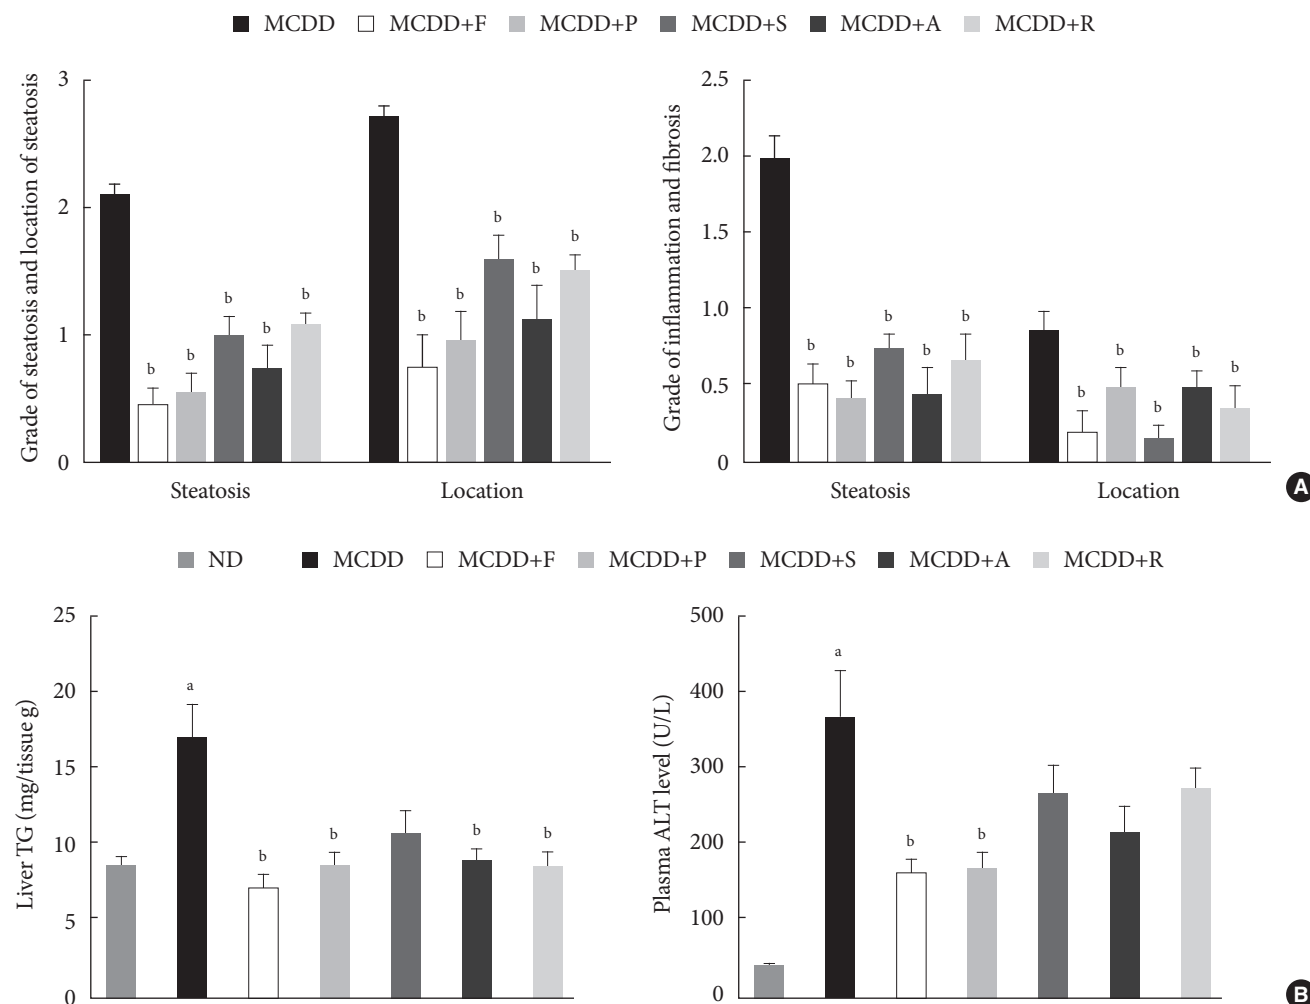 MCDD MCDD+F MCDD+P MCDD+S MCDD+A MCDD+R
Grade of steatosis and location of steatosis
3
2
1
0
b b b b b
b b b b b
Steatosis Location
Grade of inflammation and fibrosis
2.5
2.0
1.5
1.0
0.5
0
b b b b b
b b b b b
Steatosis Location
A
ND MCDD MCDD+F MCDD+P MCDD+S MCDD+A MCDD+R
Liver TG (mg/tissue g)
25
20
15
10
5
0
a b b b b
Plasma ALT level (U/L)
500
400
300
200
100
0
a b b
B